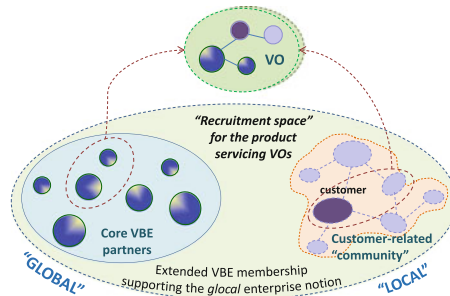 VO
“Recruitment space”
for the product
servicing VOs
customer
Core VBE
partners
Customer-related
“community”
“GLOBAL”
“LOCAL”
Extended VBE membership
supporting the glocal enterprise notion